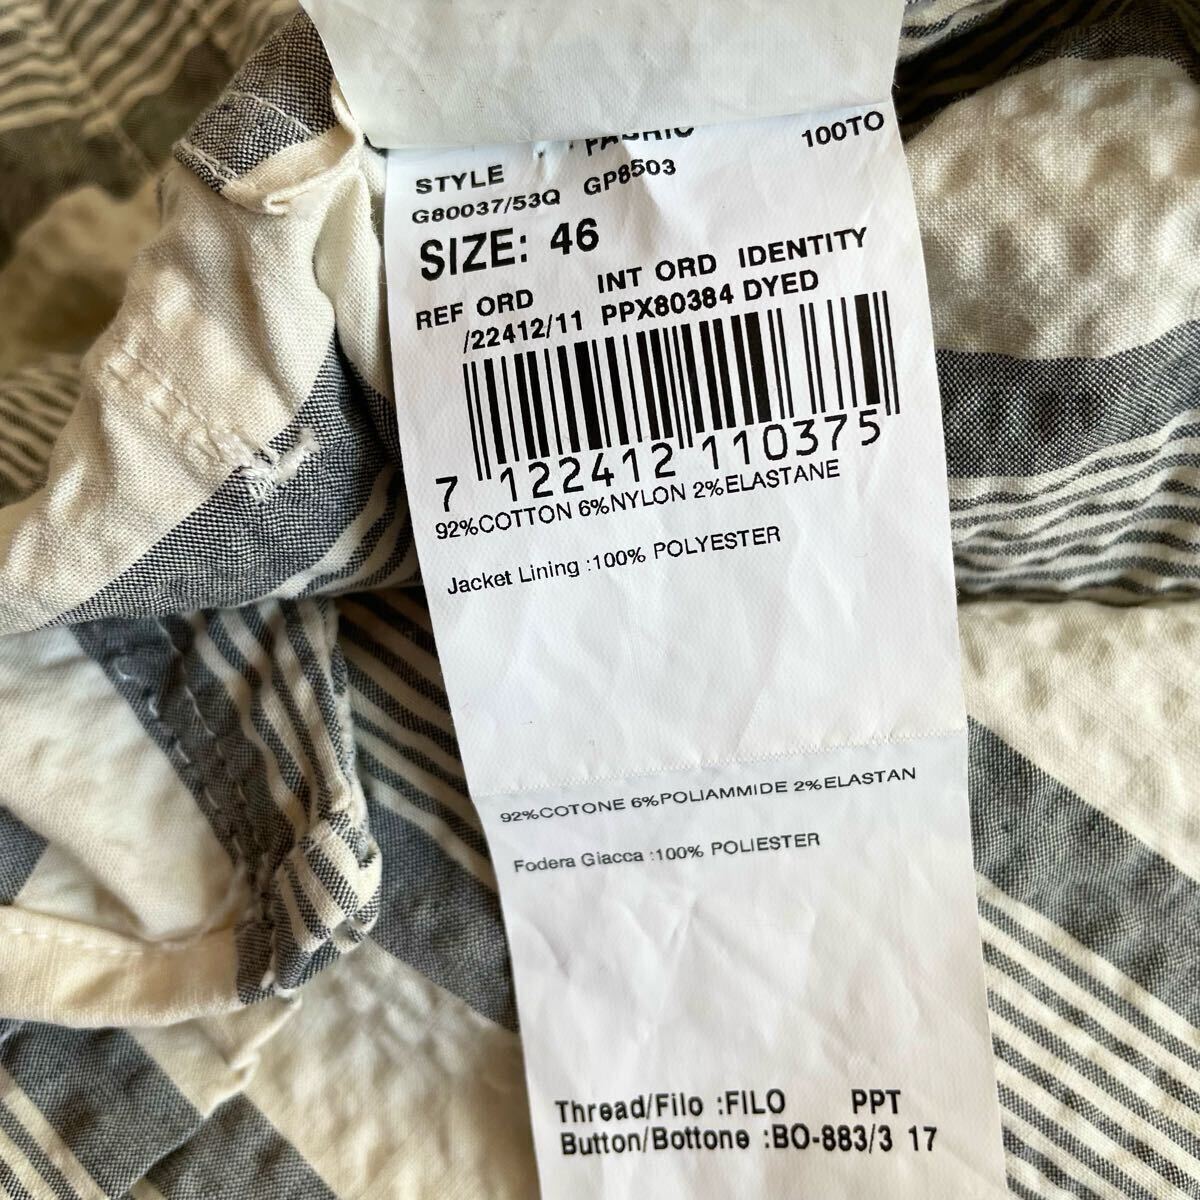 STYLE FABRIC 100TO
G80037/53Q GP8503
SIZE: 46
REF ORD INT ORD IDENTITY
/22412/11 PPX80384 DYED
7 122412 110375
92%COTTON 6%NYLON 2%ELASTANE
Jacket Lining :100% POLYESTER
92%COTONE 6%POLIAMMIDE 2%ELASTAN
Fodera Giacca :100% POLIESTER
Thread/Filo :FILO PPT
Button/Bottone :BO-883/3 17